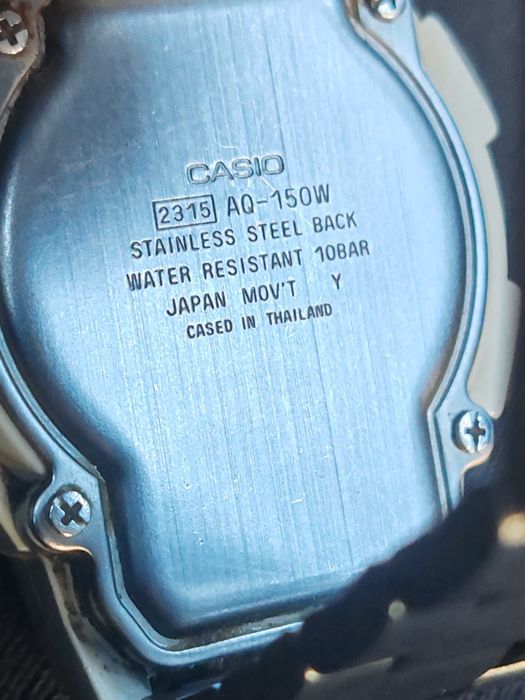 CASIO
2315 AQ-150W
STAINLESS STEEL BACK
WATER RESISTANT 10BAR
JAPAN MOV'T Y
CASED IN THAILAND